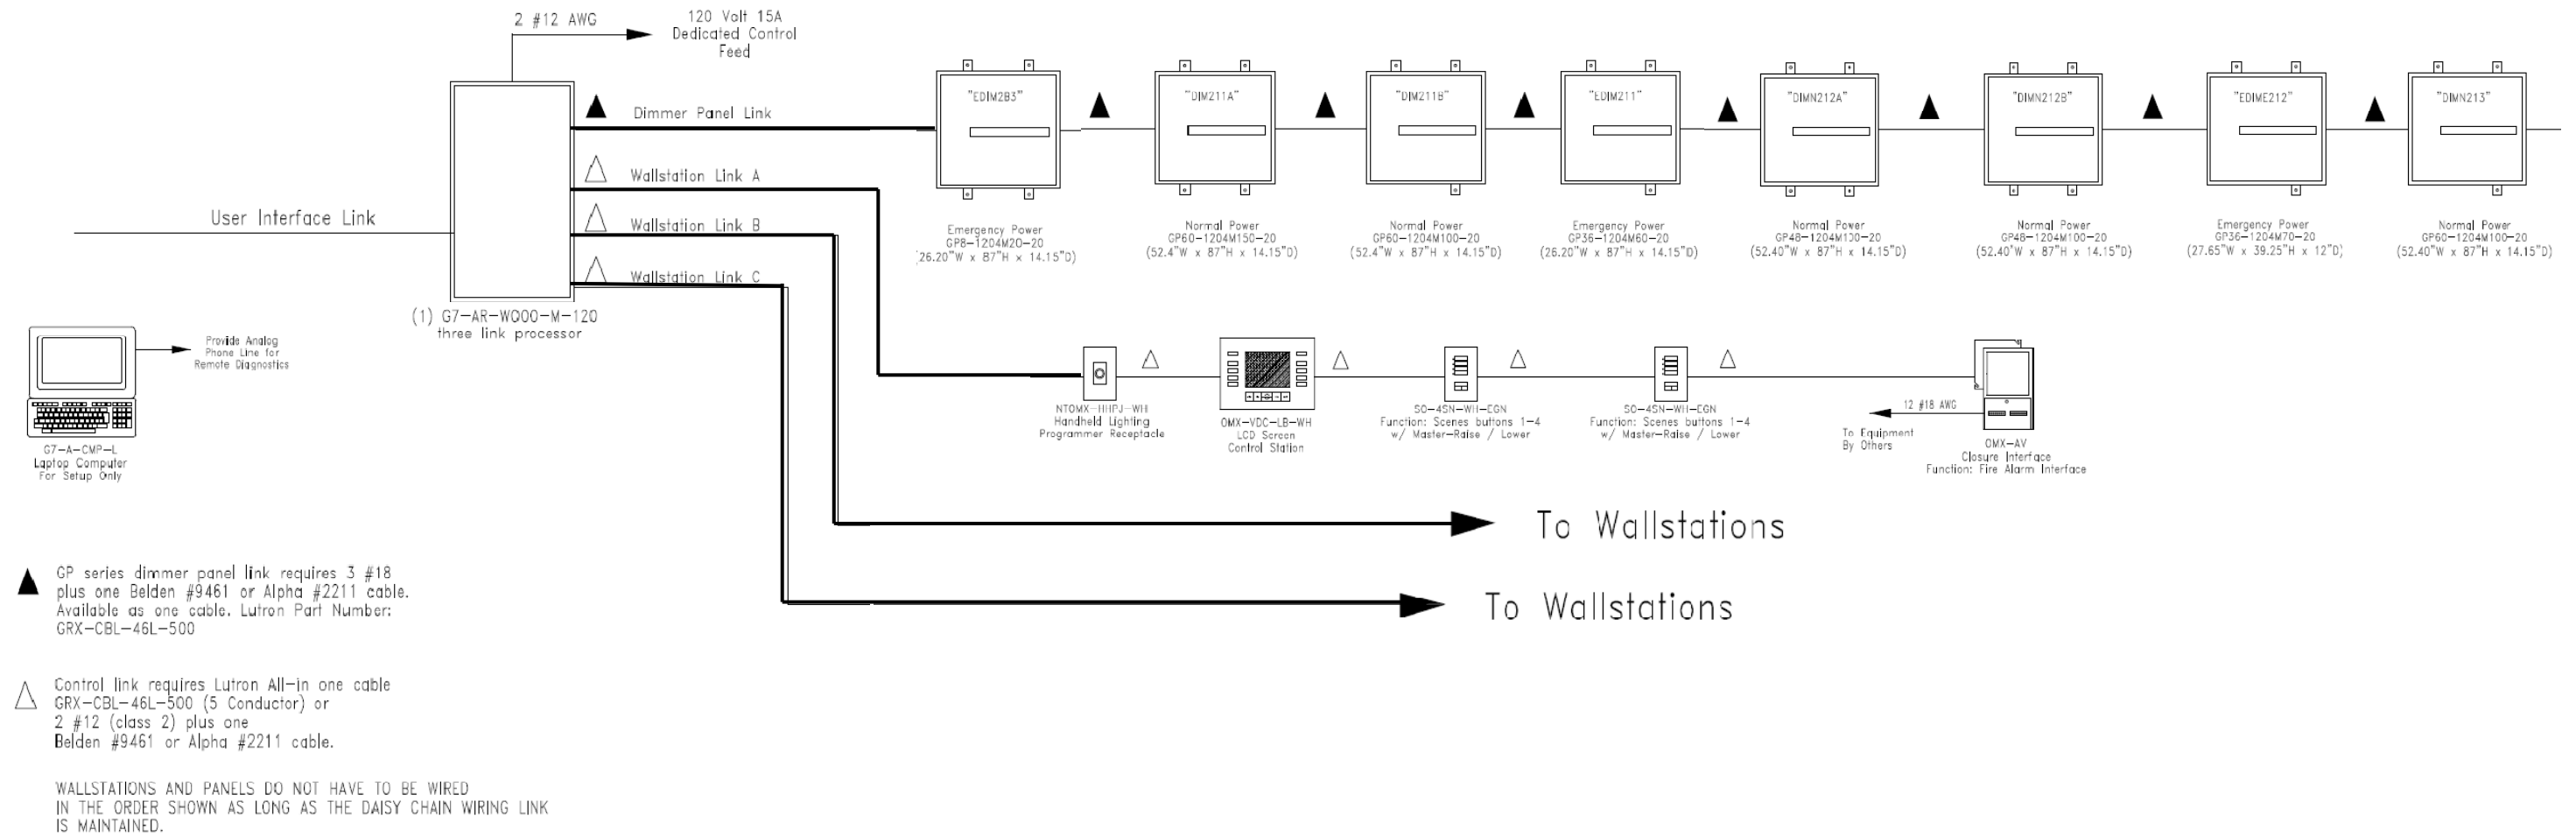 2 #12 AWG
120 Volt 15A
Dedicated Control
Feed
Dimmer Panel Link
Wallstation Link A
Wallstation Link B
Wallstation Link C
User Interface Link
(1) G7-AR-WQ00-M-120
three link processor
"EDIM2B3"
Emergency Power
GP8-1204M20-20
(26.20"W x 87"H x 14.15"D)
"DIM211A"
Normal Power
GP60-1204M150-20
(52.4"W x 87"H x 14.15"D)
"DIM211B"
Normal Power
GP60-1204M100-20
(52.4"W x 87"H x 14.15"D)
"EDIM211"
Emergency Power
GP36-1204M60-20
(26.20"W x 87"H x 14.15"D)
"DIMN212A"
Normal Power
GP48-1204M100-20
(52.40"W x 87"H x 14.15"D)
"DIMN212B"
Normal Power
GP48-1204M100-20
(52.40"W x 87"H x 14.15"D)
"EDIME212"
Emergency Power
GP36-1204M70-20
(27.65"W x 39.25"H x 12"D)
"DIMN213"
Normal Power
GP60-1204M100-20
(52.40"W x 87"H x 14.15"D)
Provide Analog
Phone Line for
Remote Diagnostics
G7-A-CMP-L
Laptop Computer
For Setup Only
NTOMX-HHPJ-WH
Handheld Lighting
Programmer Receptacle
OMX-VDC-LB-WH
LCD Screen
Control Station
SO-4SN-WH-EGN
Function: Scenes buttons 1-4
w/ Master-Raise / Lower
SO-4SN-WH-EGN
Function: Scenes buttons 1-4
w/ Master-Raise / Lower
12 #18 AWG
To Equipment
By Others
OMX-AV
Closure Interface
Function: Fire Alarm Interface
To Wallstations
To Wallstations
GP series dimmer panel link requires 3 #18
plus one Belden #9461 or Alpha #2211 cable.
Available as one cable. Lutron Part Number:
GRX-CBL-46L-500
Control link requires Lutron All-in one cable
GRX-CBL-46L-500 (5 Conductor) or
2 #12 (class 2) plus one
Belden #9461 or Alpha #2211 cable.
WALLSTATIONS AND PANELS DO NOT HAVE TO BE WIRED
IN THE ORDER SHOWN AS LONG AS THE DAISY CHAIN WIRING LINK
IS MAINTAINED.